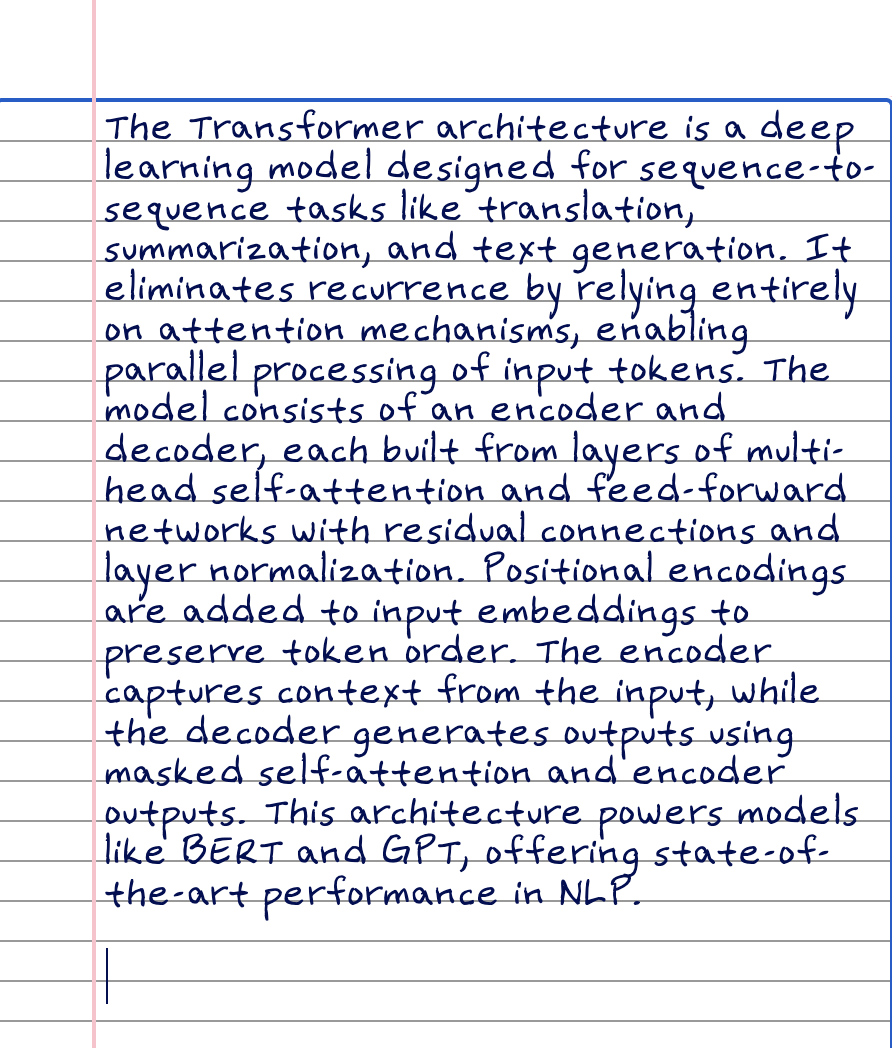 The Transformer architecture is a deep
learning model designed for sequence-to-
sequence tasks like translation,
summarization, and text generation. It
eliminates recurrence by relying entirely
on attention mechanisms, enabling
parallel processing of input tokens. The
model consists of an encoder and
decoder, each built from layers of multi-
head self-attention and feed-forward
networks with residual connections and
layer normalization. Positional encodings
are added to input embeddings to
preserve token order. The encoder
captures context from the input, while
the decoder generates outputs using
masked self-attention and encoder
outputs. This architecture powers models
like BERT and GPT, offering state-of-
the-art performance in NLP.